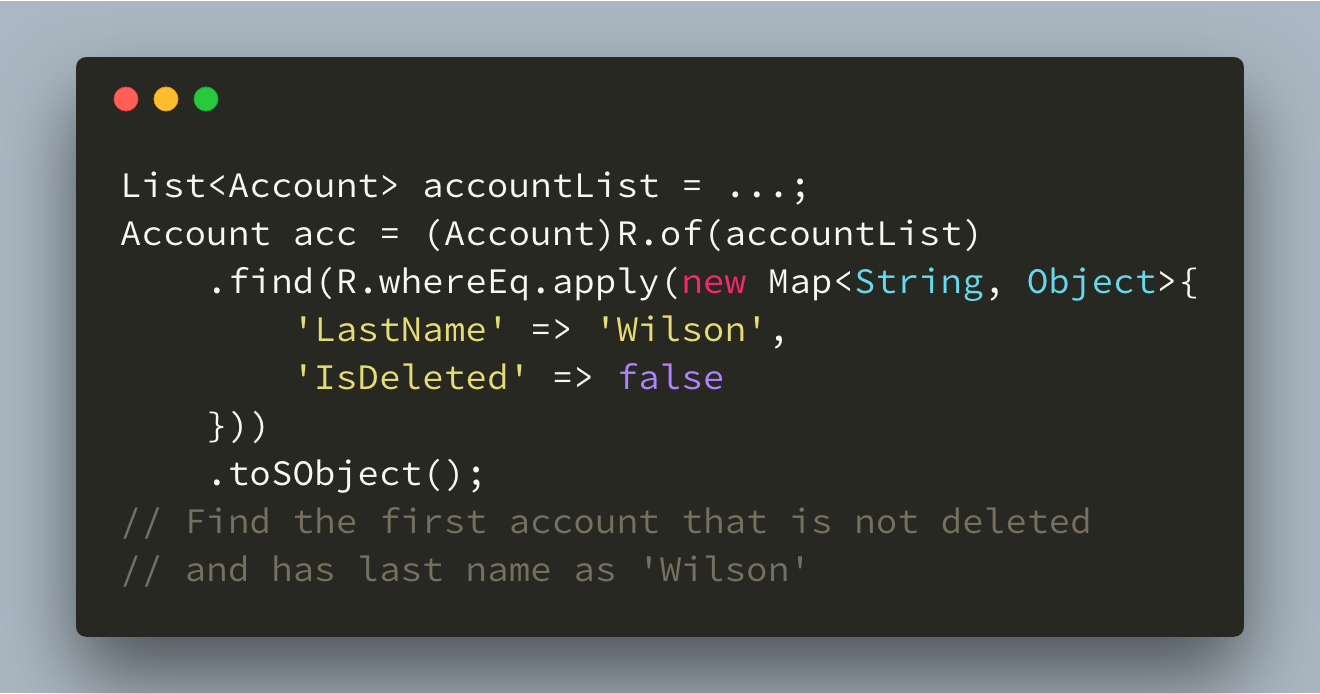 List<Account> accountList = ...;
Account acc = (Account)R.of(accountList)
    .find(R.whereEq.apply(new Map<String, Object>{
        'LastName' => 'Wilson',
        'IsDeleted' => false
    }))
    .toSObject();
// Find the first account that is not deleted
// and has last name as 'Wilson'